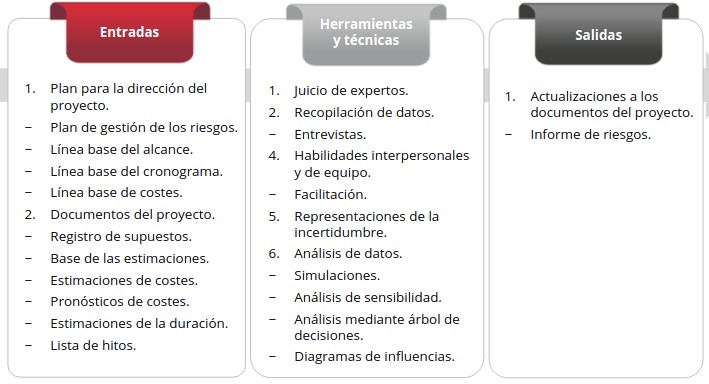 Entradas
1. Plan para la dirección del
proyecto.
– Plan de gestión de los riesgos.
– Línea base del alcance.
– Línea base del cronograma.
– Línea base de costes.
2. Documentos del proyecto.
– Registro de supuestos.
– Base de las estimaciones.
– Estimaciones de costes.
– Pronósticos de costes.
– Estimaciones de la duración.
– Lista de hitos.
Herramientas
y técnicas
1. Juicio de expertos.
2. Recopilación de datos.
– Entrevistas.
4. Habilidades interpersonales
y de equipo.
– Facilitación.
5. Representaciones de la
incertidumbre.
6. Análisis de datos.
– Simulaciones.
– Análisis de sensibilidad.
– Análisis mediante árbol de
decisiones.
– Diagramas de influencias.
Salidas
1. Actualizaciones a los
documentos del proyecto.
– Informe de riesgos.